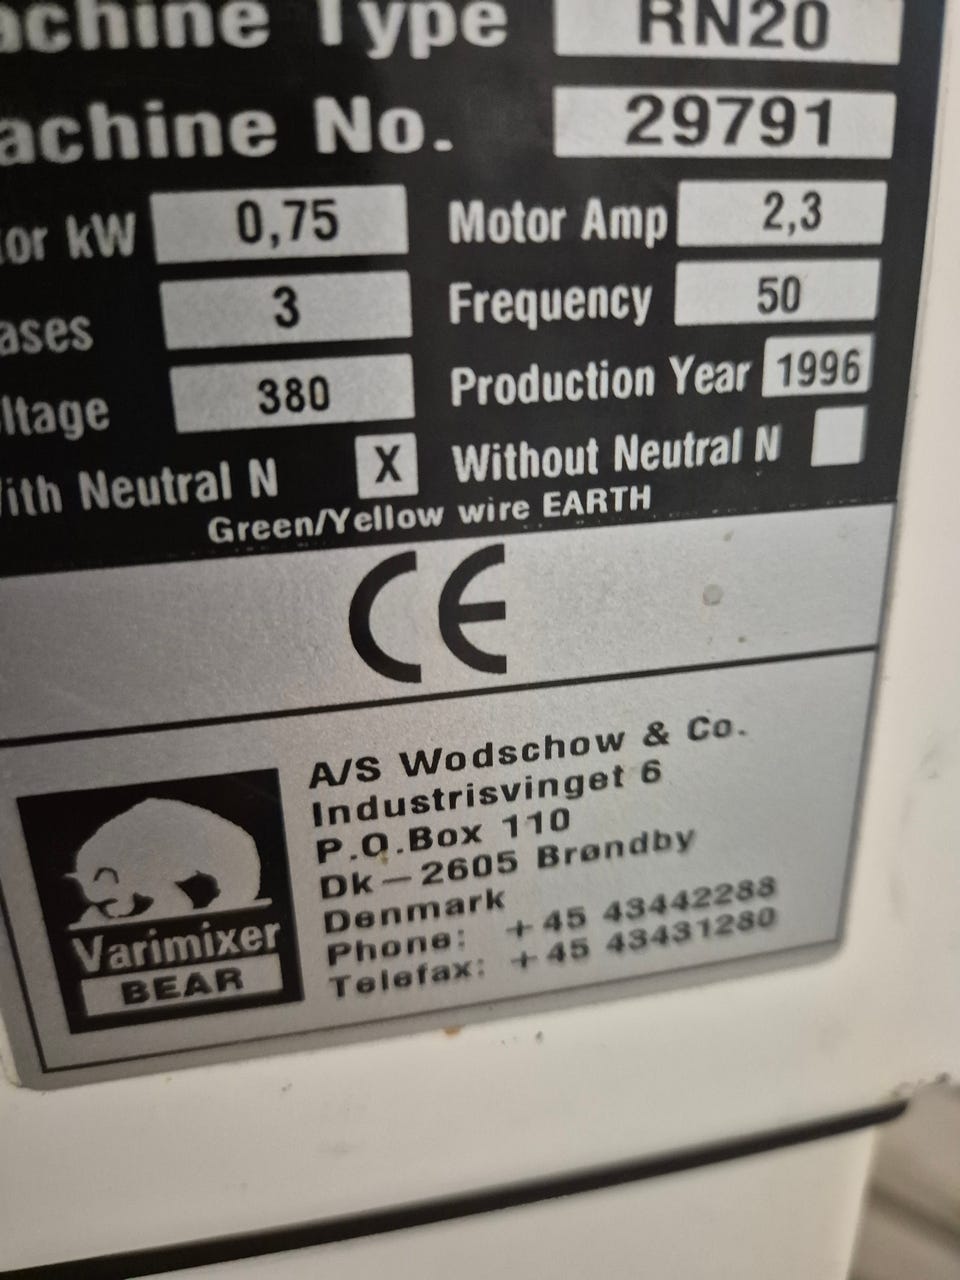 achine Type RN20
achine No. 29791
tor kW 0,75 Motor Amp 2,3
ases 3 Frequency 50
ltage 380 Production Year 1996
ith Neutral N X Without Neutral N
Green/Yellow wire EARTH
CE
A/S Wodschow & Co.
Industrisvinget 6
P.O.Box 110
Dk-2605 Brøndby
Denmark
Phone: +45 43442288
Telefax: +45 43431280
Varimixer
BEAR